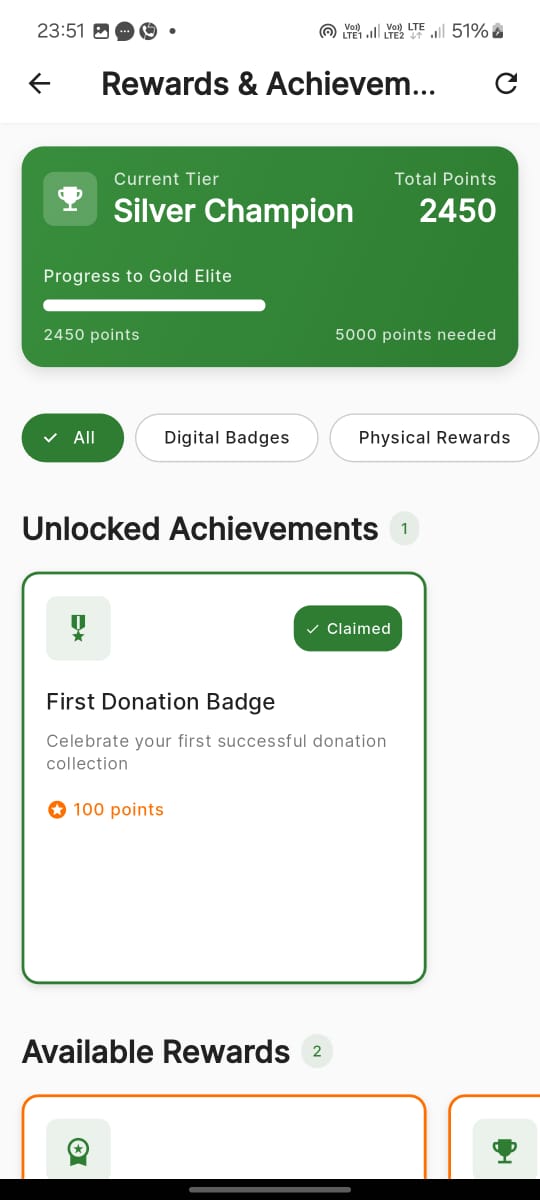 23:51
Vo)) LTE1 Vo)) LTE2 LTE 51%
Rewards & Achievem...
Current Tier
Total Points
Silver Champion
2450
Progress to Gold Elite
2450 points
5000 points needed
All
Digital Badges
Physical Rewards
Unlocked Achievements 1
Claimed
First Donation Badge
Celebrate your first successful donation
collection
100 points
Available Rewards 2